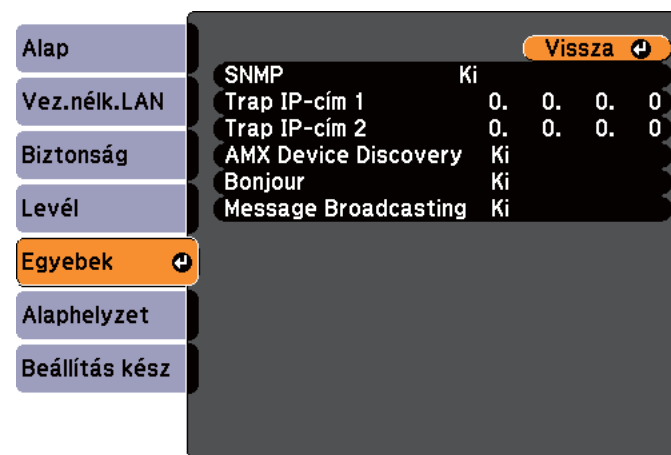 Alap
Vez.nélk.LAN
Biztonság
Levél
Egyebek
Alaphelyzet
Beállítás kész
Vissza
SNMP Ki
Trap IP-cím 1 0. 0. 0. 0
Trap IP-cím 2 0. 0. 0. 0
AMX Device Discovery Ki
Bonjour Ki
Message Broadcasting Ki